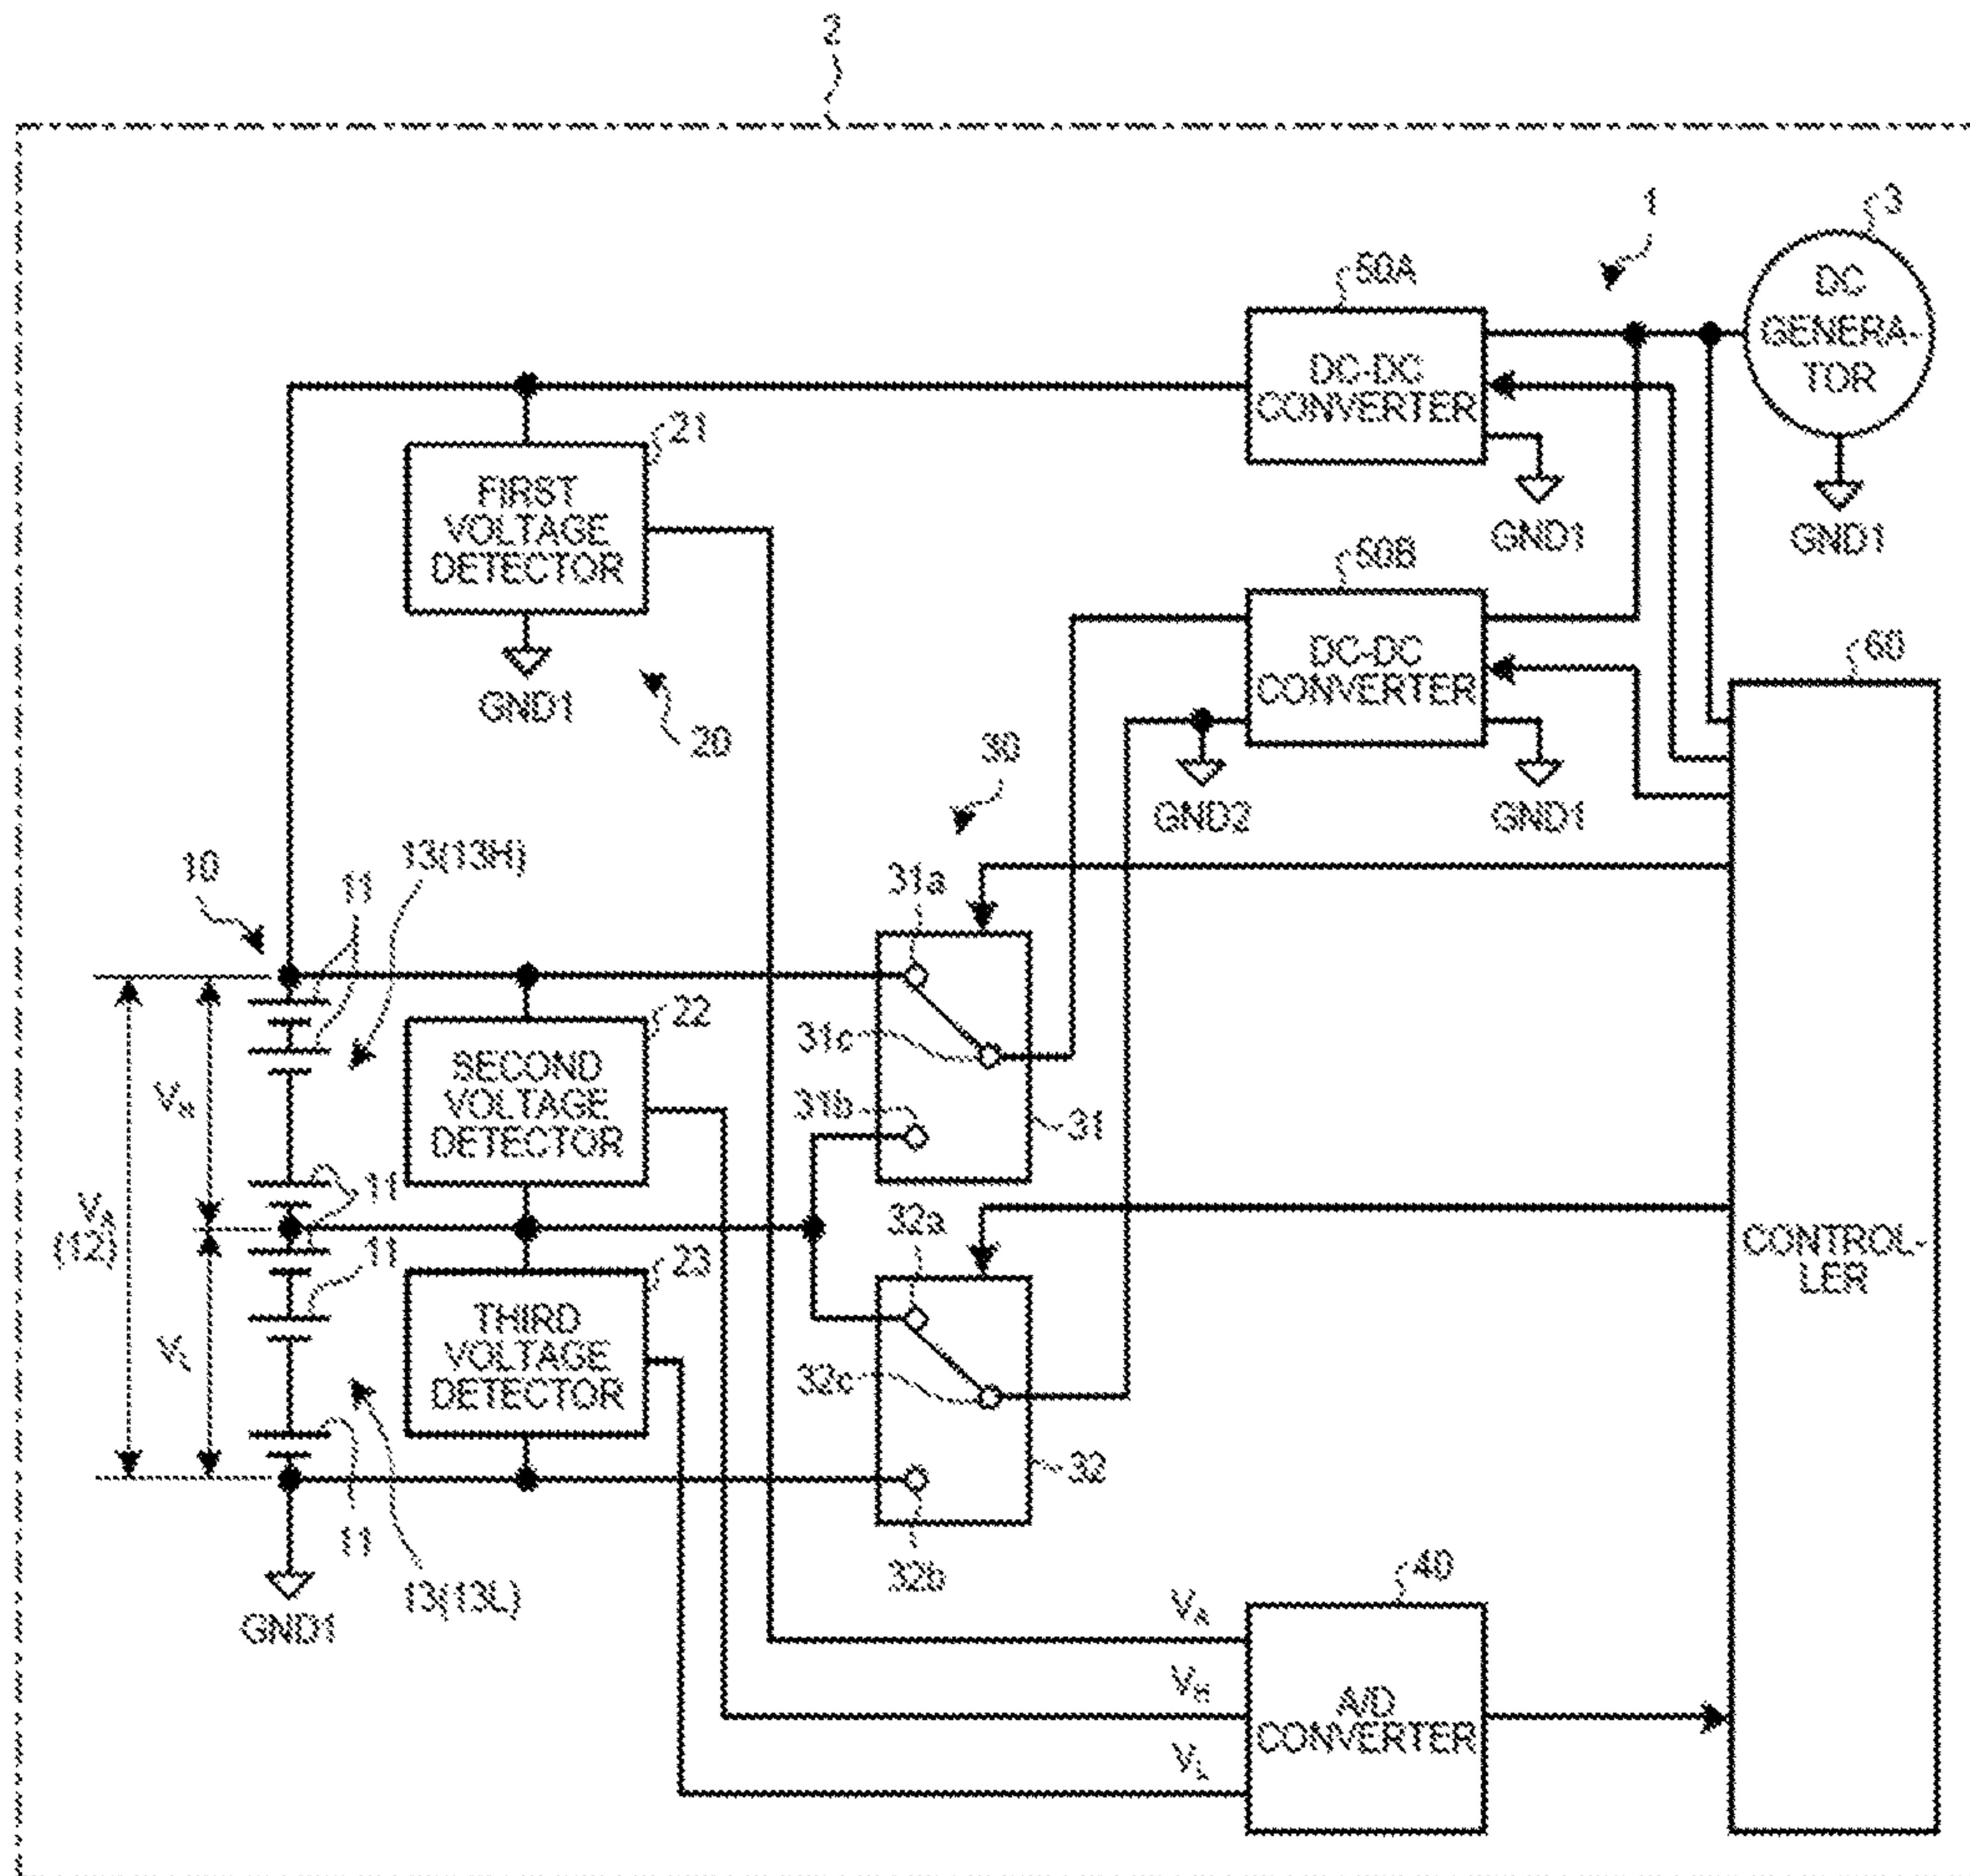 2
1
3
DC
GENERA-
TOR
GND1
50A
DC-DC
CONVERTER
GND1
21
FIRST
VOLTAGE
DETECTOR
GND1
20
50B
DC-DC
CONVERTER
GND2
GND1
60
CONTROL-
LER
30
10
13(13H)
11
31a
31c
31b
31
22
SECOND
VOLTAGE
DETECTOR
VH
VA
(12)
11
11
32a
32c
32
32b
23
THIRD
VOLTAGE
DETECTOR
VL
11
13(13L)
GND1
40
VA
VH
VL
A/D
CONVERTER